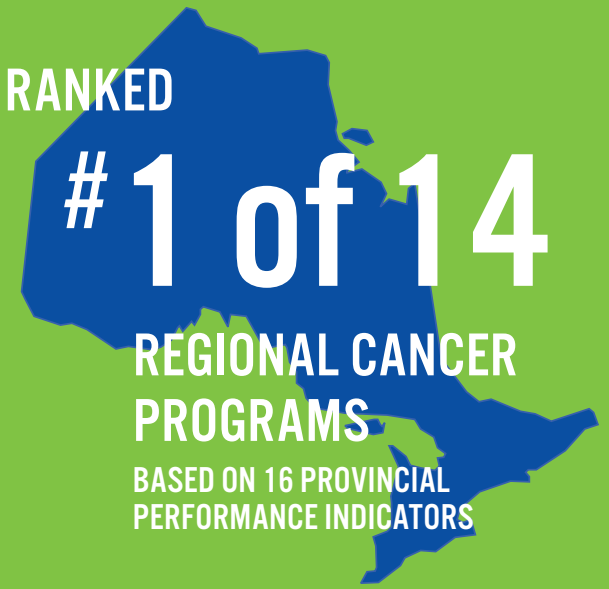 RANKED
#1 of 14
REGIONAL CANCER
PROGRAMS
BASED ON 16 PROVINCIAL
PERFORMANCE INDICATORS